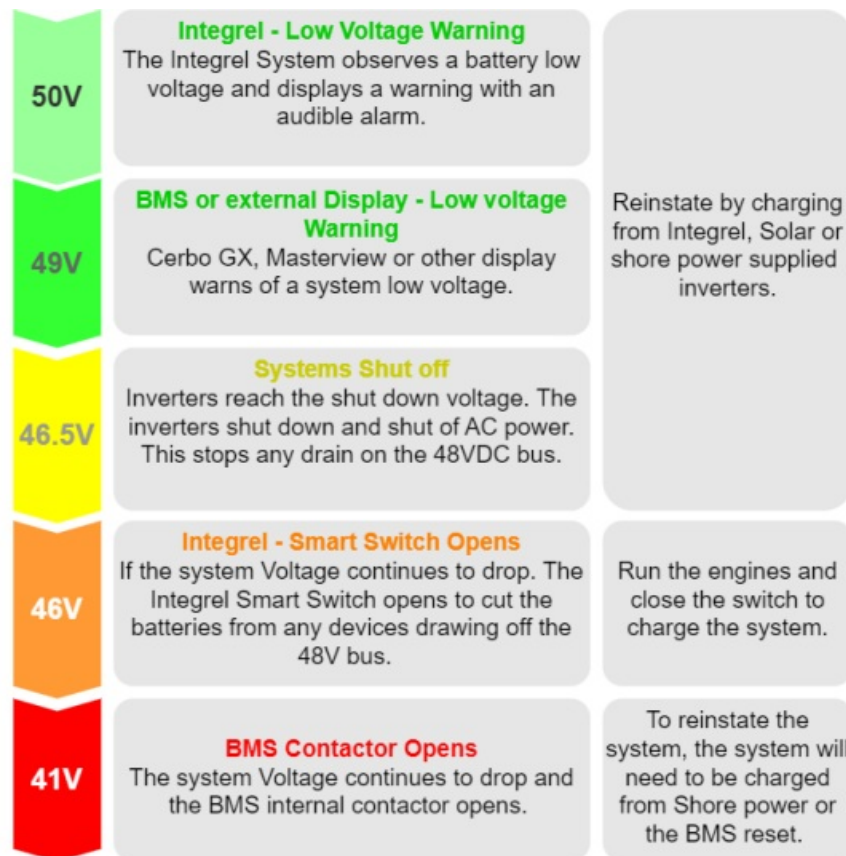 50V
Integrel - Low Voltage Warning
The Integrel System observes a battery low
voltage and displays a warning with an
audible alarm.
49V
BMS or external Display - Low voltage
Warning
Cerbo GX, Masterview or other display
warns of a system low voltage.
Reinstate by charging
from Integrel, Solar or
shore power supplied
inverters.
46.5V
Systems Shut off
Inverters reach the shut down voltage. The
inverters shut down and shut of AC power.
This stops any drain on the 48VDC bus.
46V
Integrel - Smart Switch Opens
If the system Voltage continues to drop. The
Integrel Smart Switch opens to cut the
batteries from any devices drawing off the
48V bus.
Run the engines and
close the switch to
charge the system.
41V
BMS Contactor Opens
The system Voltage continues to drop and
the BMS internal contactor opens.
To reinstate the
system, the system will
need to be charged
from Shore power or
the BMS reset.